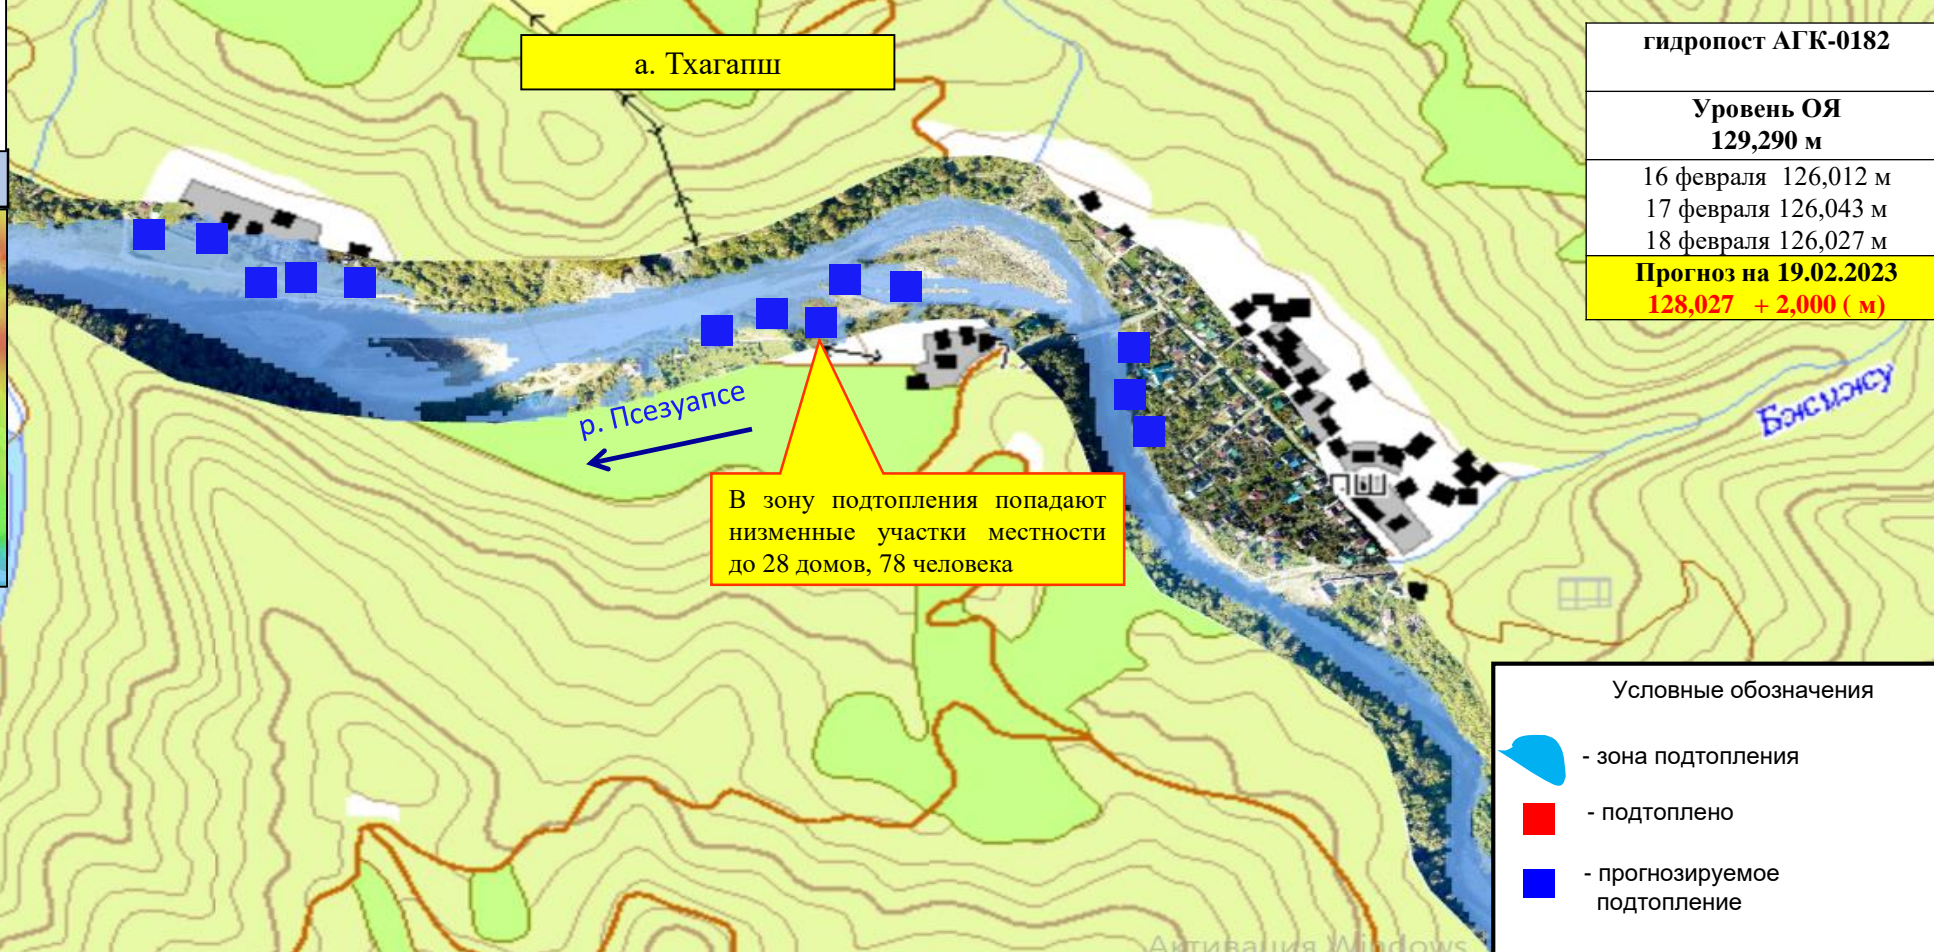 а. Тхагапш
гидропост АГК-0182
Уровень ОЯ
129,290 м
16 февраля 126,012 м
17 февраля 126,043 м
18 февраля 126,027 м
Прогноз на 19.02.2023
128,027 + 2,000 ( м)
Бжсмжсу
р. Псезуапсе
ПШ
В зону подтопления попадают
низменные участки местности
до 28 домов, 78 человека
Условные обозначения
- зона подтопления
- подтоплено
- прогнозируемое
подтопление
Активация Windows